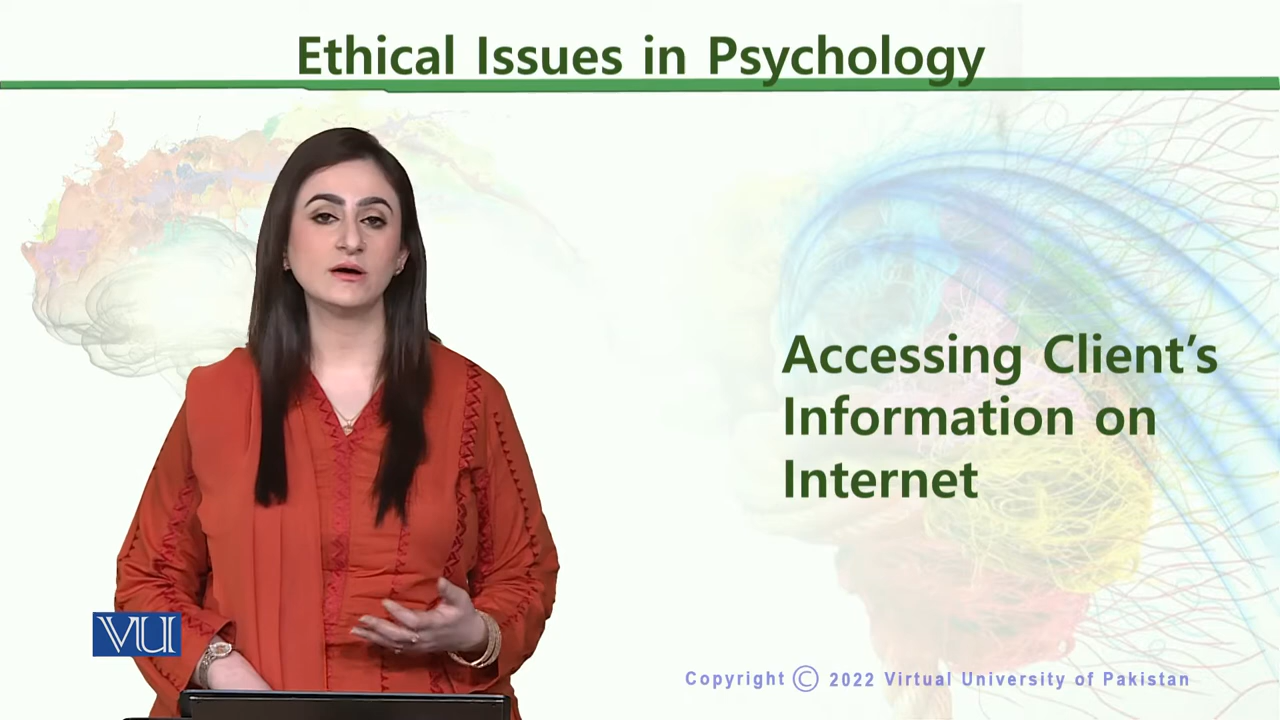 Ethical Issues in Psychology
Accessing Client's
Information on
Internet
VU
Copyright © 2022 Virtual University of Pakistan